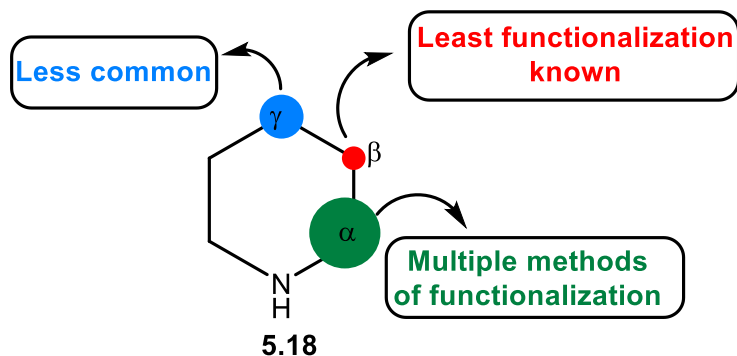 Less common
Least functionalization
known
γ
β
α
Multiple methods
of functionalization
N
H
5.18